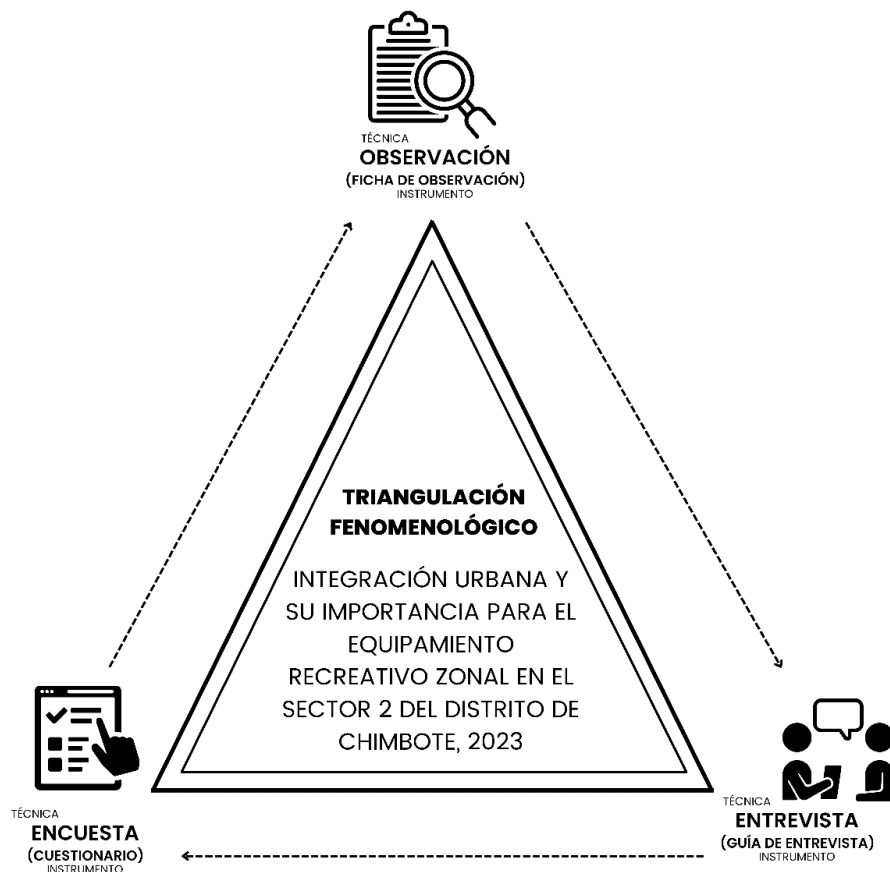 TÉCNICA
OBSERVACIÓN
(FICHA DE OBSERVACIÓN)
INSTRUMENTO
TRIANGULACIÓN
FENOMENOLÓGICO
INTEGRACIÓN URBANA Y
SU IMPORTANCIA PARA EL
EQUIPAMIENTO
RECREATIVO ZONAL EN EL
SECTOR 2 DEL DISTRITO DE
CHIMBOTE, 2023
TÉCNICA
ENCUESTA
(CUESTIONARIO)
INSTRUMENTO
TÉCNICA
ENTREVISTA
(GUÍA DE ENTREVISTA)
INSTRUMENTO